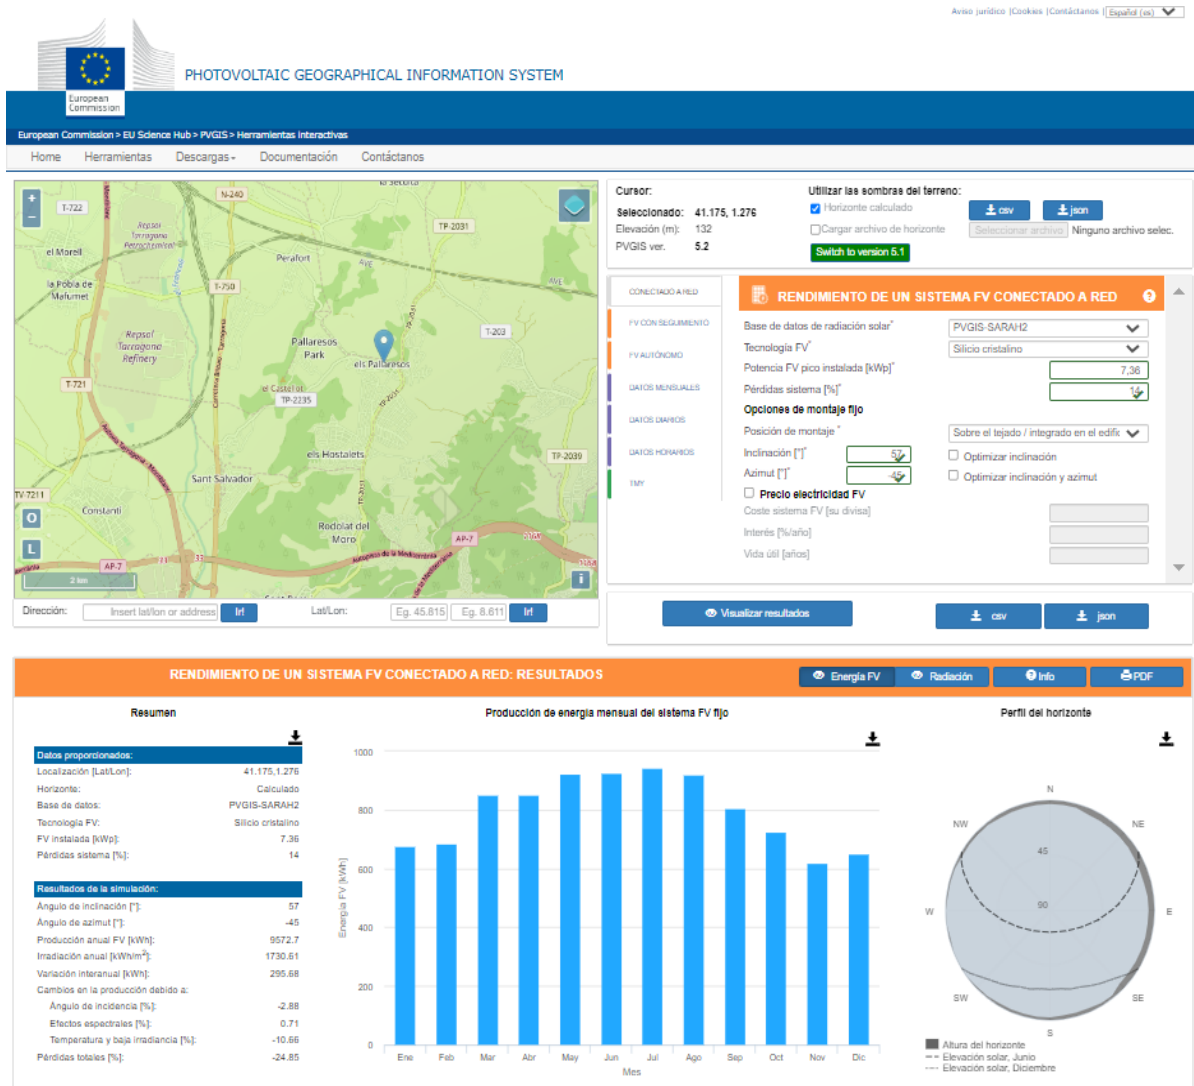 Aviso jurídico |Cookies |Contáctanos | Español (es)
European
Commission
PHOTOVOLTAIC GEOGRAPHICAL INFORMATION SYSTEM
European Commission > EU Science Hub > PVGIS > Herramientas interactivas
Home Herramientas Descargas Documentación Contáctanos
la Secuita
N-240
T-722
TP-2031
Repsol
Tarragona
Petrochemical
el Morell
Perafort
AVE
AVE
la Pobla de
Mafumet
T-750
Repsol
Tarragona
Refinery
Pallaresos
Park
T-203
els Pallaresos
T-721
el Castellot
TP-2235
TP-2031
els Hostalets
TP-2039
Sant Salvador
TV-7211
Constantí
Rodolat del
Moro
AP-7
Autopista de la Mediterrània
AP-7
2 km
O
L
i
Dirección: Insert lat/lon or address Ir! Lat/Lon: Eg. 45.815 Eg. 8.611 Ir!
Cursor: Utilizar las sombras del terreno:
Seleccionado: 41.175, 1.276 Horizonte calculado csv json
Elevación (m): 132 Cargar archivo de horizonte Seleccionar archivo Ninguno archivo selec.
PVGIS ver. 5.2 Switch to version 5.1
CONECTADO A RED
FV CON SEGUIMIENTO
FV AUTÓNOMO
DATOS MENSUALES
DATOS DIARIOS
DATOS HORARIOS
TMY
RENDIMIENTO DE UN SISTEMA FV CONECTADO A RED ?
Base de datos de radiación solar* PVGIS-SARAH2
Tecnología FV* Silicio cristalino
Potencia FV pico instalada [kWp]* 7,36
Pérdidas sistema [%]* 14
Opciones de montaje fijo
Posición de montaje * Sobre el tejado / integrado en el edific
Inclinación [°]* 57 Optimizar inclinación
Azimut [°]* -45 Optimizar inclinación y azimut
Precio electricidad FV
Coste sistema FV [su divisa]
Interés [%/año]
Vida útil [años]
Visualizar resultados csv json
RENDIMIENTO DE UN SISTEMA FV CONECTADO A RED: RESULTADOS Energía FV Radiación Info PDF
Resumen
Datos proporcionados:
Localización [Lat/Lon]: 41.175,1.276
Horizonte: Calculado
Base de datos: PVGIS-SARAH2
Tecnología FV: Silicio cristalino
FV instalada [kWp]: 7.36
Pérdidas sistema [%]: 14
Resultados de la simulación:
Ángulo de inclinación [°]: 57
Ángulo de azimut [°]: -45
Producción anual FV [kWh]: 9572.7
Irradiación anual [kWh/m2]: 1730.61
Variación interanual [kWh]: 295.68
Cambios en la producción debido a:
Ángulo de incidencia [%]: -2.88
Efectos espectrales [%]: 0.71
Temperatura y baja irradiancia [%]: -10.66
Pérdidas totales [%]: -24.85
Producción de energía mensual del sistema FV fijo
1000
800
600
400
200
0
Energía FV [kWh]
Ene Feb Mar Abr May Jun Jul Ago Sep Oct Nov Dic
Mes
Perfil del horizonte
N
NW NE
45
90
W E
SW SE
S
Altura del horizonte
Elevación solar, Junio
Elevación solar, Diciembre